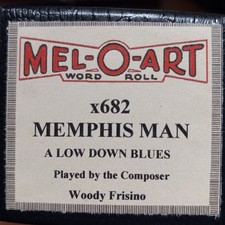 MEL-O-ART
WORD ROLL
x682
MEMPHIS MAN
A LOW DOWN BLUES
Played by the Composer
Woody Frisino